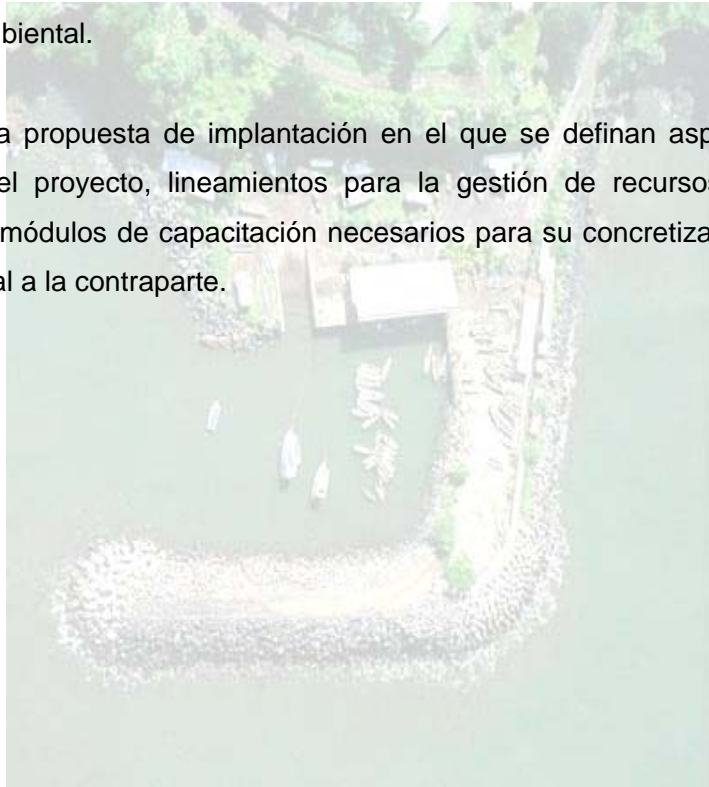 biental.
a propuesta de implantación en el que se definan asp
el proyecto, lineamientos para la gestión de recursos
módulos de capacitación necesarios para su concretiza
al a la contraparte.